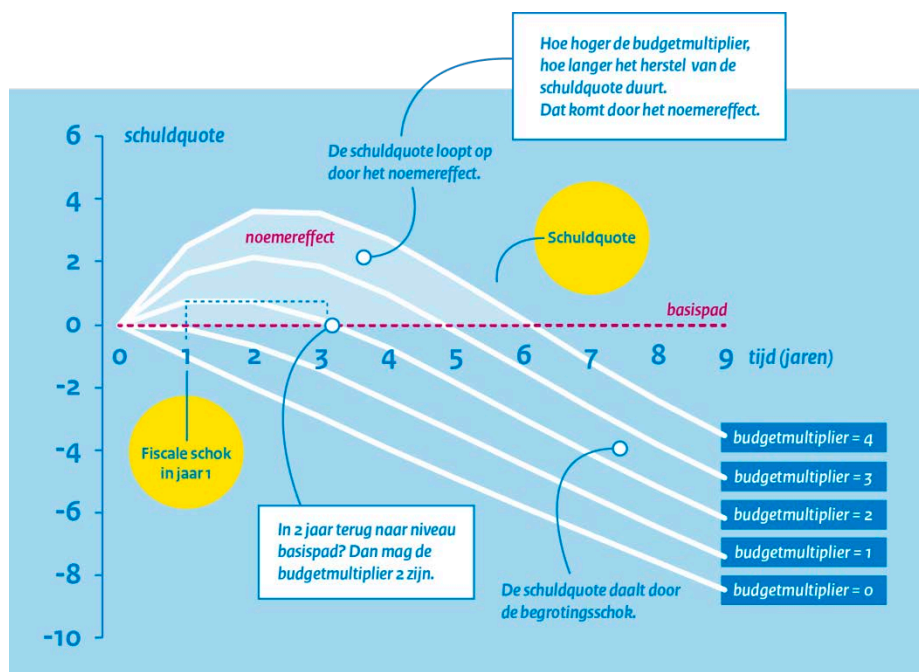 Hoe hoger de budgetmultiplier,
hoe langer het herstel van de
schuldquote duurt.
Dat komt door het noemereffect.
6
schuldquote
De schuldquote loopt op
door het noemereffect.
4
noemereffect
Schuldquote
2
basispad
0
0 1 2 3 4 5 6 7 8 9 tijd (jaren)
-2
-4
budgetmultiplier = 4
Fiscale schok
in jaar 1
budgetmultiplier = 3
-6
In 2 jaar terug naar niveau
basispad? Dan mag de
budgetmultiplier 2 zijn.
budgetmultiplier = 2
budgetmultiplier = 1
-8
De schuldquote daalt door
de begrotingsschok.
budgetmultiplier = 0
-10